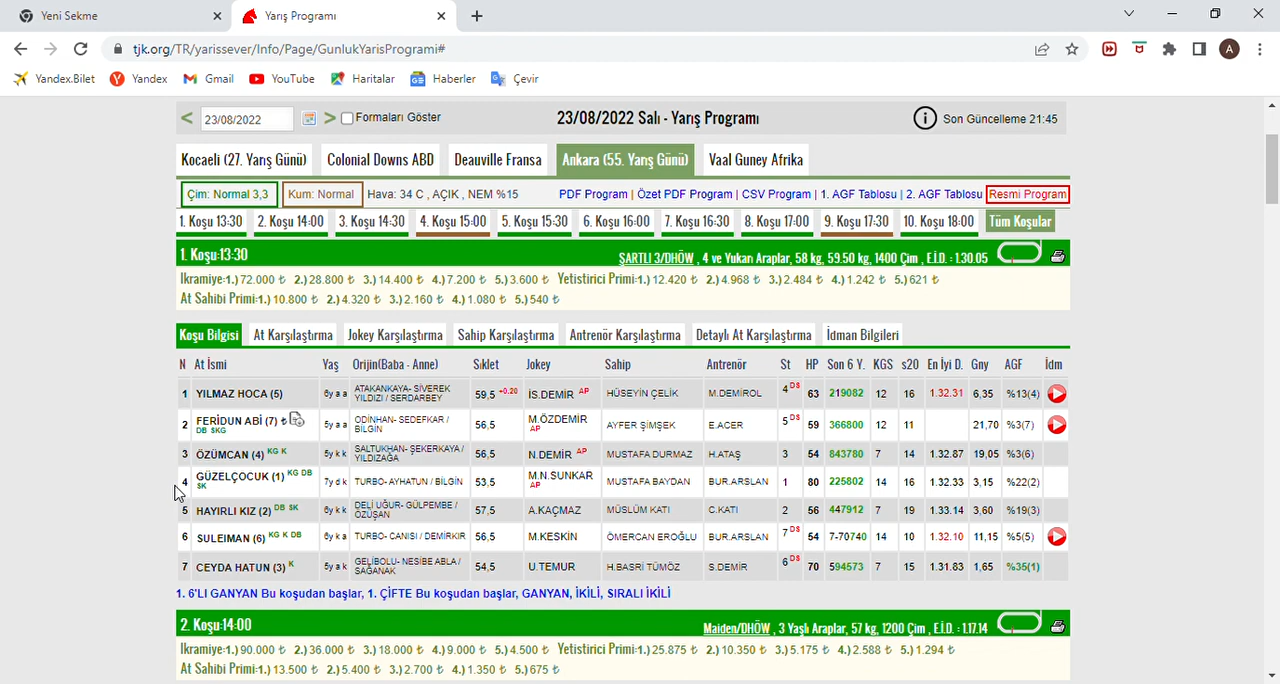 Yeni Sekme
Yarış Programı
tjk.org/TR/yarissever/Info/Page/GunlukYarisProgrami#
A
Yandex.Bilet Yandex Gmail YouTube Haritalar Haberler Çevir
< 23/08/2022 > Formaları Göster 23/08/2022 Salı - Yarış Programı Son Güncelleme 21:45
Kocaeli (27. Yarış Günü) Colonial Downs ABD Deauville Fransa Ankara (55. Yarış Günü) Vaal Guney Afrika
Çim: Normal 3,3 Kum: Normal Hava: 34 C , AÇIK , NEM %15 PDF Program | Özet PDF Program | CSV Program | 1. AGF Tablosu | 2. AGF Tablosu Resmi Program
1. Koşu 13:30 2. Koşu 14:00 3. Koşu 14:30 4. Koşu 15:00 5. Koşu 15:30 6. Koşu 16:00 7. Koşu 16:30 8. Koşu 17:00 9. Koşu 17:30 10. Koşu 18:00 Tüm Koşular
1. Koşu:13:30 ŞARTLI 3/DHÖW , 4 ve Yukarı Araplar, 58 kg, 59.50 kg, 1400 Çim , E.İ.D. : 1.30.05
Ikramiye:1.) 72.000 ₺ 2.) 28.800 ₺ 3.) 14.400 ₺ 4.) 7.200 ₺ 5.) 3.600 ₺ Yetistirici Primi:1.) 12.420 ₺ 2.) 4.968 ₺ 3.) 2.484 ₺ 4.) 1.242 ₺ 5.) 621 ₺
At Sahibi Primi:1.) 10.800 ₺ 2.) 4.320 ₺ 3.) 2.160 ₺ 4.) 1.080 ₺ 5.) 540 ₺
Koşu Bilgisi At Karşılaştırma Jokey Karşılaştırma Sahip Karşılaştırma Antrenör Karşılaştırma Detaylı At Karşılaştırma İdman Bilgileri
N At İsmi Yaş Orijin(Baba - Anne) Sıklet Jokey Sahip Antrenör St HP Son 6 Y. KGS s20 En İyi D. Gny AGF İdm
1 YILMAZ HOCA (5) 6y a a ATAKANKAYA- SİVEREK YILDIZI / SERDARBEY 59,5 +0.20 İS.DEMİR AP HÜSEYİN ÇELİK M.DEMİROL 4 DS 63 219082 12 16 1.32.31 6,35 %13(4)
2 FERİDUN ABİ (7) ₺ DB SKG 5y a a ODİNHAN- SEDEFKAR / BİLGİN 56,5 M.ÖZDEMİR AP AYFER ŞİMŞEK E.ACER 5 DS 59 366800 12 11 21,70 %3(7)
3 ÖZÜMCAN (4) KG K 5y k k SALTUKHAN- ŞEKERKAYA / YILDIZAĞA 56,5 N.DEMİR AP MUSTAFA DURMAZ H.ATAŞ 3 54 843780 7 14 1.32.87 19,05 %3(6)
4 GÜZELÇOCUK (1) KG DB SK 7y d k TURBO- AYHATUN / BİLGİN 53,5 M.N.SUNKAR AP MUSTAFA BAYDAN BUR.ARSLAN 1 80 225802 14 16 1.32.33 3,15 %22(2)
5 HAYIRLI KIZ (2) DB SK 6y k k DELİ UĞUR- GÜLPEMBE / ÖZÜŞAN 57,5 A.KAÇMAZ MÜSLÜM KATI C.KATI 2 56 447912 7 19 1.33.14 3,60 %19(3)
6 SULEIMAN (6) KG K DB 6y k a TURBO- CANISI / DEMİRKIR 56,5 M.KESKİN ÖMERCAN EROĞLU BUR.ARSLAN 7 DS 54 7-70740 14 10 1.32.10 11,15 %5(5)
7 CEYDA HATUN (3) K 5y a k GELİBOLU- NESİBE ABLA / SAĞANAK 54,5 U.TEMUR H.BASRİ TÜMÖZ S.DEMİR 6 DS 70 594573 7 15 1.31.83 1,65 %35(1)
1. 6'LI GANYAN Bu koşudan başlar, 1. ÇİFTE Bu koşudan başlar, GANYAN, İKİLİ, SIRALI İKİLİ
2. Koşu:14:00 Maiden/DHÖW , 3 Yaşlı Araplar, 57 kg, 1200 Çim , E.İ.D. : 1.17.14
Ikramiye:1.) 90.000 ₺ 2.) 36.000 ₺ 3.) 18.000 ₺ 4.) 9.000 ₺ 5.) 4.500 ₺ Yetistirici Primi:1.) 25.875 ₺ 2.) 10.350 ₺ 3.) 5.175 ₺ 4.) 2.588 ₺ 5.) 1.294 ₺
At Sahibi Primi:1.) 13.500 ₺ 2.) 5.400 ₺ 3.) 2.700 ₺ 4.) 1.350 ₺ 5.) 675 ₺